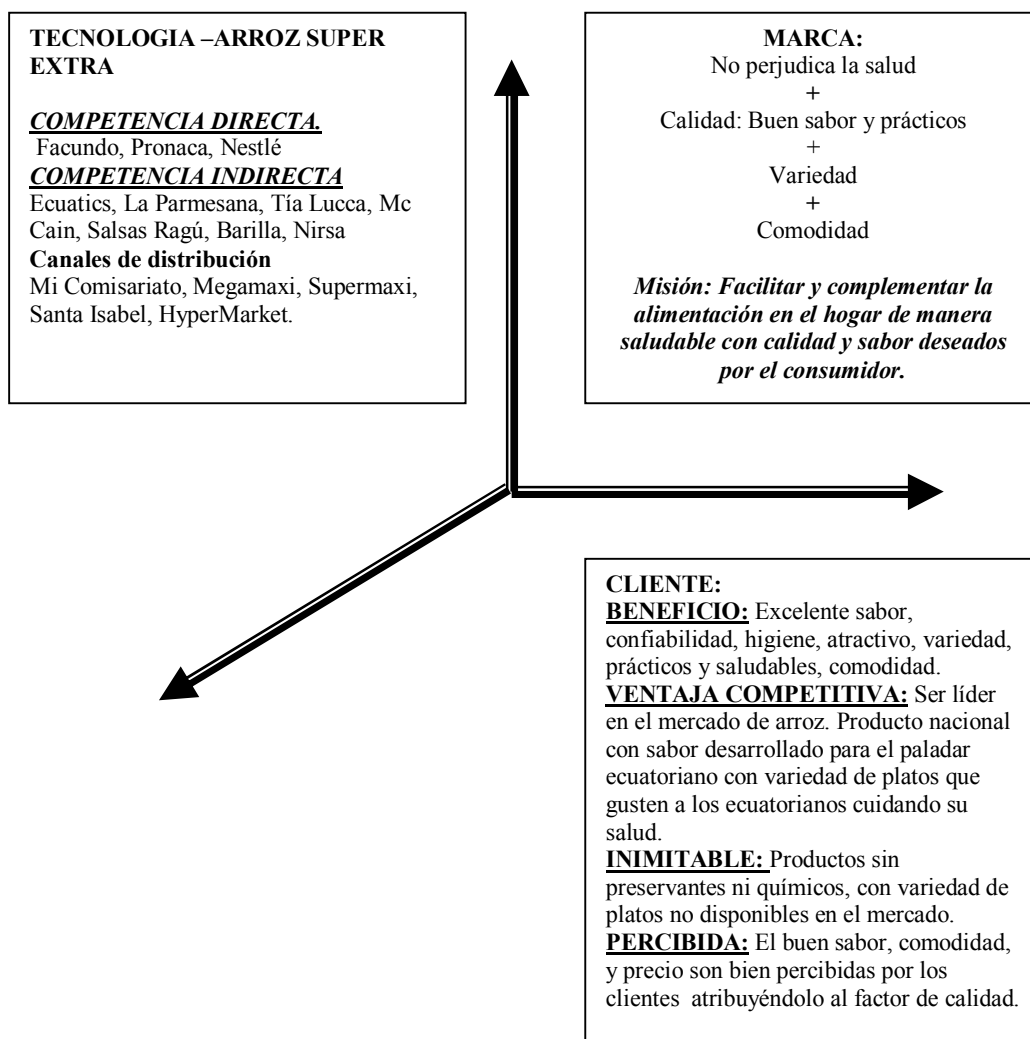 TECNOLOGIA –ARROZ SUPER
EXTRA
COMPETENCIA DIRECTA.
Facundo, Pronaca, Nestlé
COMPETENCIA INDIRECTA
Ecuatics, La Parmesana, Tía Lucca, Mc
Cain, Salsas Ragú, Barilla, Nirsa
Canales de distribución
Mi Comisariato, Megamaxi, Supermaxi,
Santa Isabel, HyperMarket.
MARCA:
No perjudica la salud
+
Calidad: Buen sabor y prácticos
+
Variedad
+
Comodidad
Misión: Facilitar y complementar la
alimentación en el hogar de manera
saludable con calidad y sabor deseados
por el consumidor.
CLIENTE:
BENEFICIO: Excelente sabor,
confiabilidad, higiene, atractivo, variedad,
prácticos y saludables, comodidad.
VENTAJA COMPETITIVA: Ser líder
en el mercado de arroz. Producto nacional
con sabor desarrollado para el paladar
ecuatoriano con variedad de platos que
gusten a los ecuatorianos cuidando su
salud.
INIMITABLE: Productos sin
preservantes ni químicos, con variedad de
platos no disponibles en el mercado.
PERCIBIDA: El buen sabor, comodidad,
y precio son bien percibidas por los
clientes atribuyéndolo al factor de calidad.